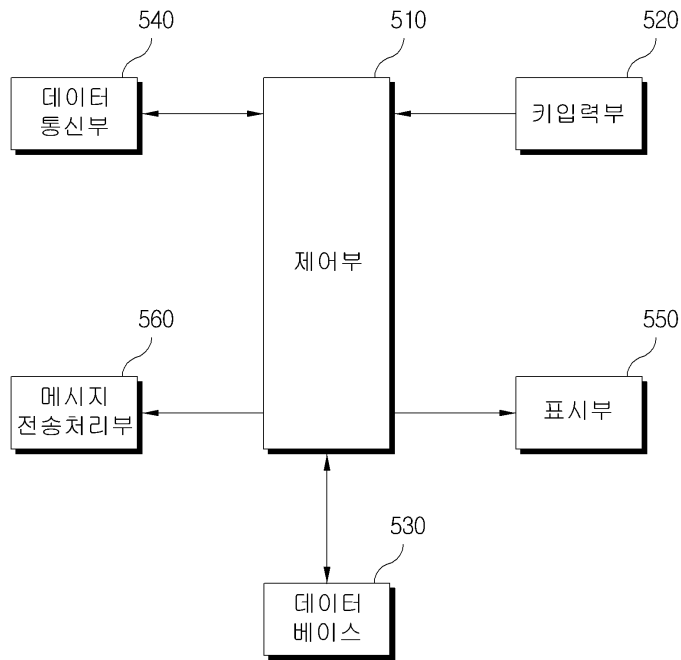 540
510
520
데이터
통신부
키입력부
제어부
560
550
메시지
전송처리부
표시부
530
데이터
베이스